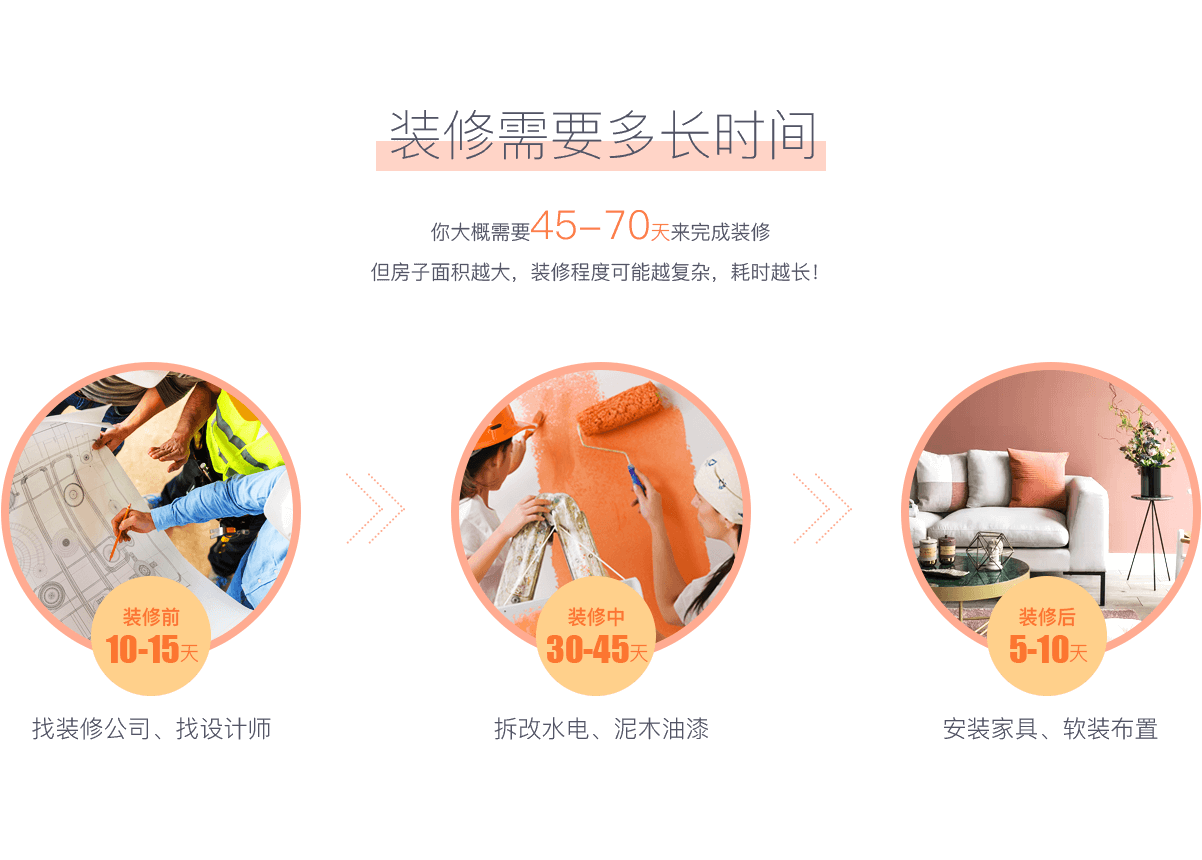 装修需要多长时间
你大概需要45-70天来完成装修
但房子面积越大，装修程度可能越复杂，耗时越长！
装修前
10-15天
找装修公司、找设计师
装修中
30-45天
拆改水电、泥木油漆
装修后
5-10天
安装家具、软装布置